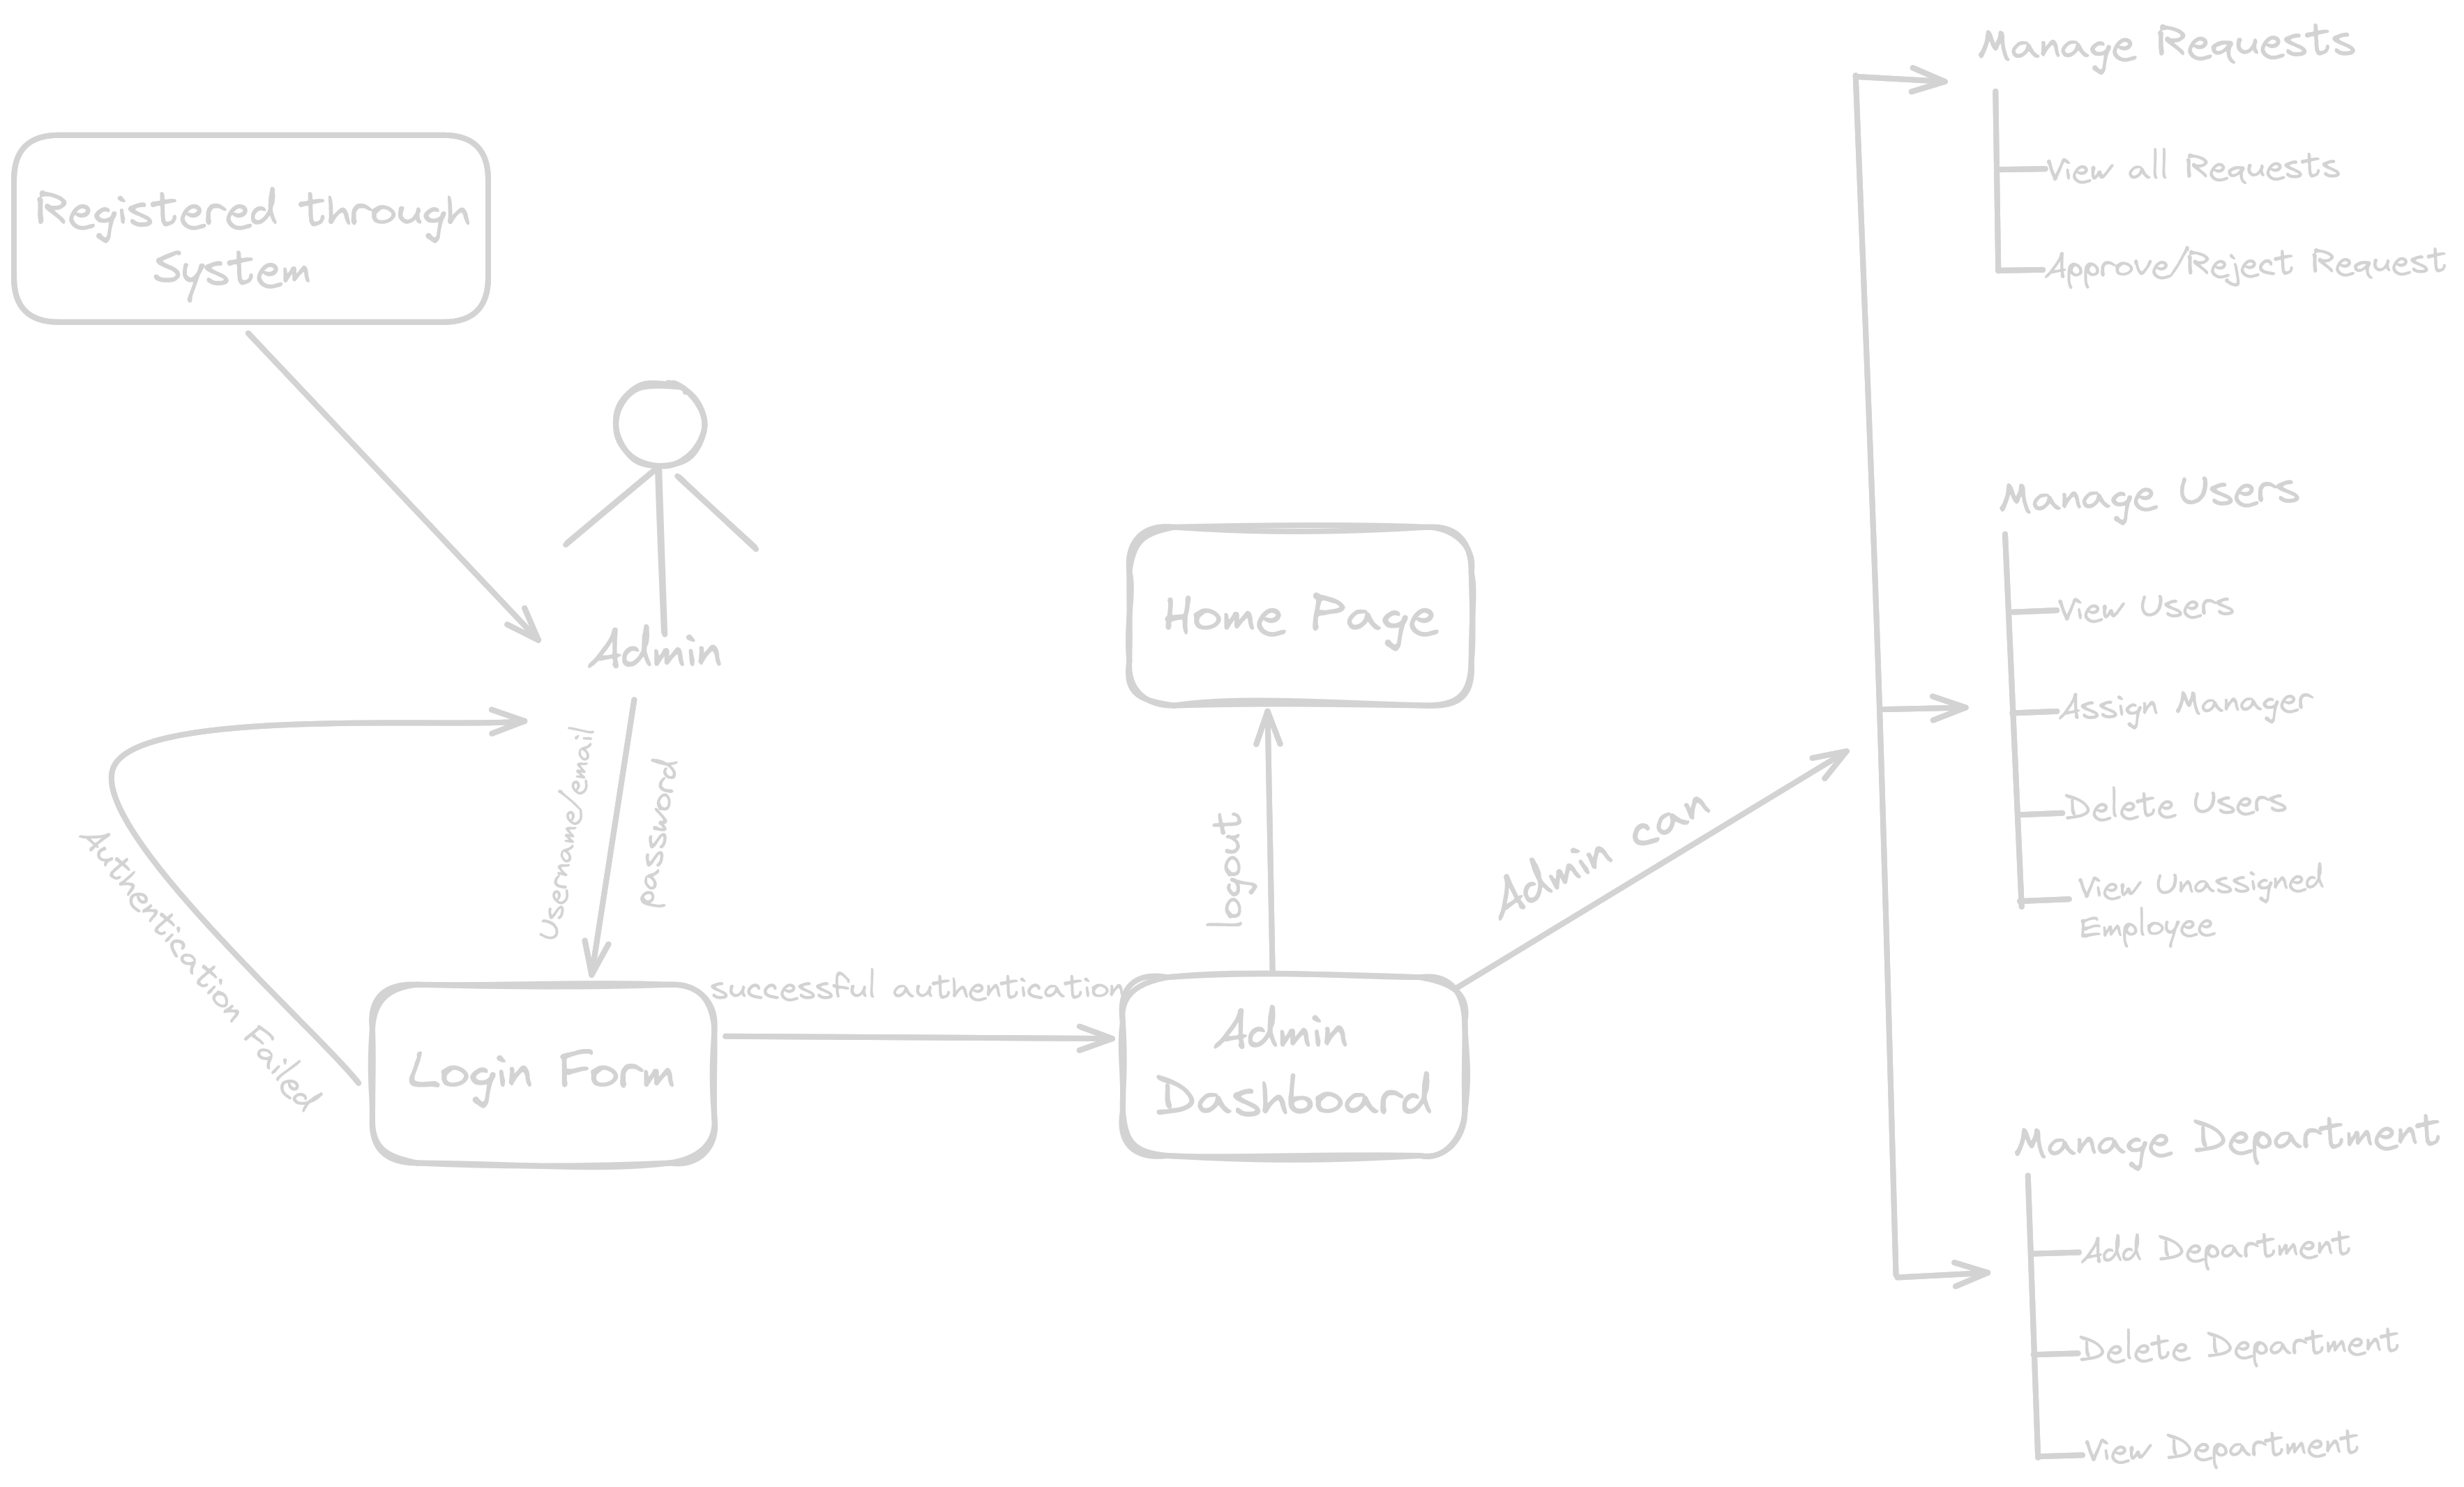 Manage Requests
View all Requests
Approve/Reject Request
Registered through
System
Manage Users
View Users
Assign Manager
Delete Users
View Unassigned
Employee
Home Page
Admin
Username/email
Password
logout
Admin can
Authentication Failed
successful authentication
Login Form
Admin
Dashboard
Manage Department
Add Department
Delete Department
View Department